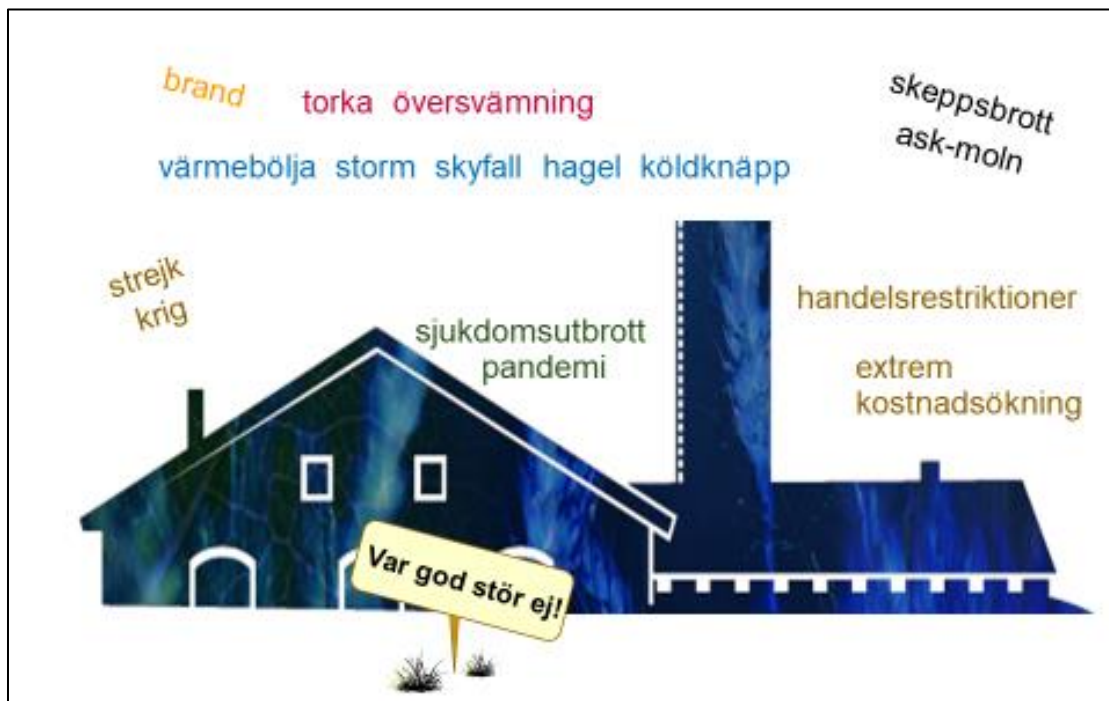 brand
torka översvämning
skeppsbrott
ask-moln
värmebölja storm skyfall hagel köldknäpp
strejk
krig
handelsrestriktioner
sjukdomsutbrott
pandemi
extrem
kostnadsökning
Var god stör ej!